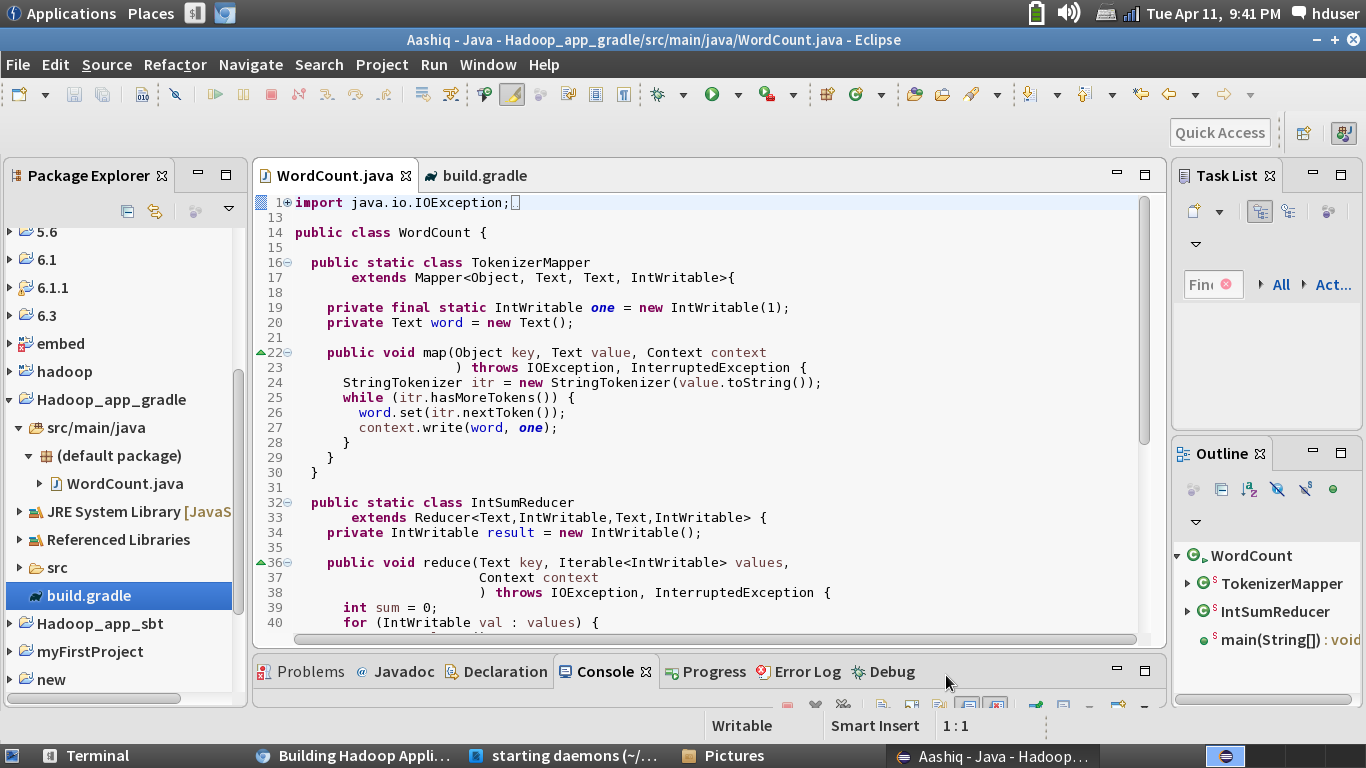 Applications Places Tue Apr 11, 9:41 PM hduser
Aashiq - Java - Hadoop_app_gradle/src/main/java/WordCount.java - Eclipse
File Edit Source Refactor Navigate Search Project Run Window Help
Quick Access
Package Explorer
5.6
6.1
6.1.1
6.3
embed
hadoop
Hadoop_app_gradle
src/main/java
(default package)
WordCount.java
JRE System Library [JavaS
Referenced Libraries
src
build.gradle
Hadoop_app_sbt
myFirstProject
new
WordCount.java build.gradle
1 import java.io.IOException;
13
14 public class WordCount {
15
16 public static class TokenizerMapper
17 extends Mapper<Object, Text, Text, IntWritable>{
18
19 private final static IntWritable one = new IntWritable(1);
20 private Text word = new Text();
21
22 public void map(Object key, Text value, Context context
23 ) throws IOException, InterruptedException {
24 StringTokenizer itr = new StringTokenizer(value.toString());
25 while (itr.hasMoreTokens()) {
26 word.set(itr.nextToken());
27 context.write(word, one);
28 }
29 }
30 }
31
32 public static class IntSumReducer
33 extends Reducer<Text,IntWritable,Text,IntWritable> {
34 private IntWritable result = new IntWritable();
35
36 public void reduce(Text key, Iterable<IntWritable> values,
37 Context context
38 ) throws IOException, InterruptedException {
39 int sum = 0;
40 for (IntWritable val : values) {
Problems @ Javadoc Declaration Console Progress Error Log Debug
Task List
Find All Act...
Outline
WordCount
TokenizerMapper
IntSumReducer
main(String[]) : void
Writable Smart Insert 1 : 1
Terminal Building Hadoop Appli... starting daemons (~/... Pictures Aashiq - Java - Hadoop...